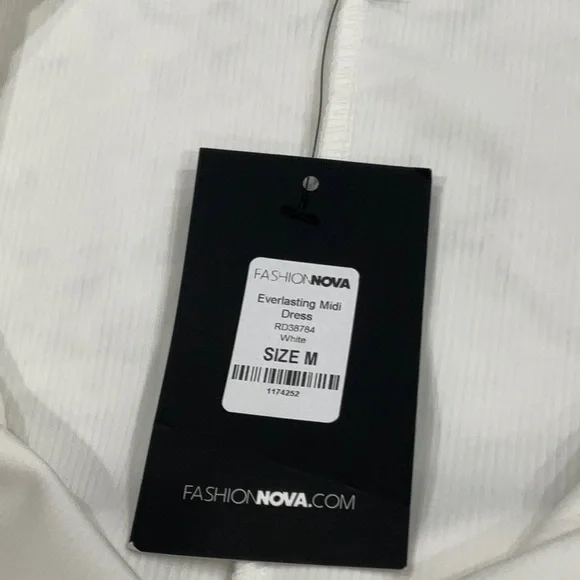 FASHIONNOVA
Everlasting Midi
Dress
RD38784
White
SIZE M
1174252
FASHIONNOVA.COM